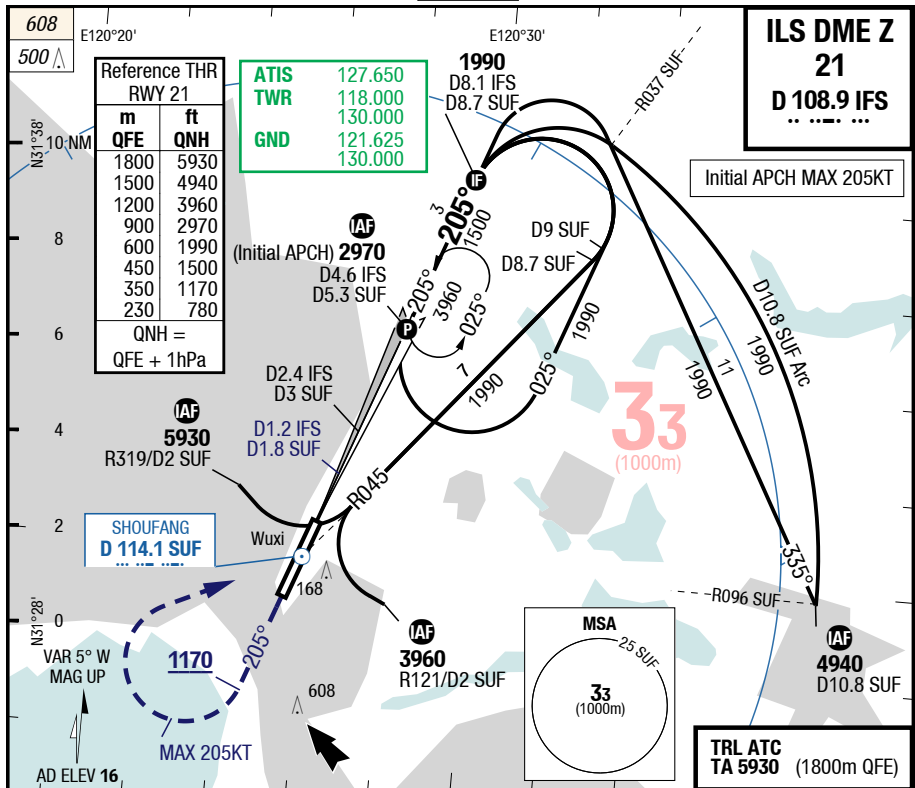 608
500
E120°20'
E120°30'
ILS DME Z
21
D 108.9 IFS
Initial APCH MAX 205KT
Reference THR
RWY 21
m ft
QFE QNH
1800 5930
1500 4940
1200 3960
900 2970
600 1990
450 1500
350 1170
230 780
QNH =
QFE + 1hPa
ATIS 127.650
TWR 118.000
130.000
GND 121.625
130.000
1990
D8.1 IFS
D8.7 SUF
R037 SUF
N31°38'
10 NM
8
6
4
2
0
N31°28'
IF
3
205°
1500
IAF
(Initial APCH) 2970
D4.6 IFS
D5.3 SUF
205°
3960
025°
P
D9 SUF
D8.7 SUF
1990
025°
7
1990
D10.8 SUF Arc
1990
11
1990
D2.4 IFS
D3 SUF
D1.2 IFS
D1.8 SUF
33
(1000m)
IAF
5930
R319/D2 SUF
R045
SHOUFANG
D 114.1 SUF
Wuxi
168
335°
R096 SUF
IAF
3960
R121/D2 SUF
IAF
4940
D10.8 SUF
MSA
25 SUF
33
(1000m)
205°
1170
MAX 205KT
608
VAR 5° W
MAG UP
AD ELEV 16
TRL ATC
TA 5930 (1800m QFE)